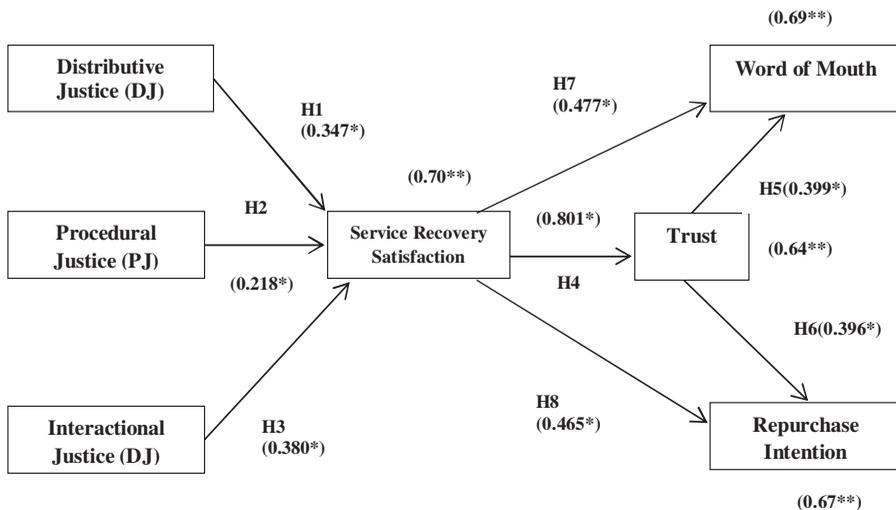 (0.69**)
Word of Mouth
Distributive
Justice (DJ)
H1
(0.347*)
H7
(0.477*)
(0.70**)
H2
Procedural
Justice (PJ)
(0.218*)
Service Recovery
Satisfaction
(0.801*)
H4
Trust
H5(0.399*)
(0.64**)
H6(0.396*)
Interactional
Justice (DJ)
H3
(0.380*)
H8
(0.465*)
Repurchase
Intention
(0.67**)